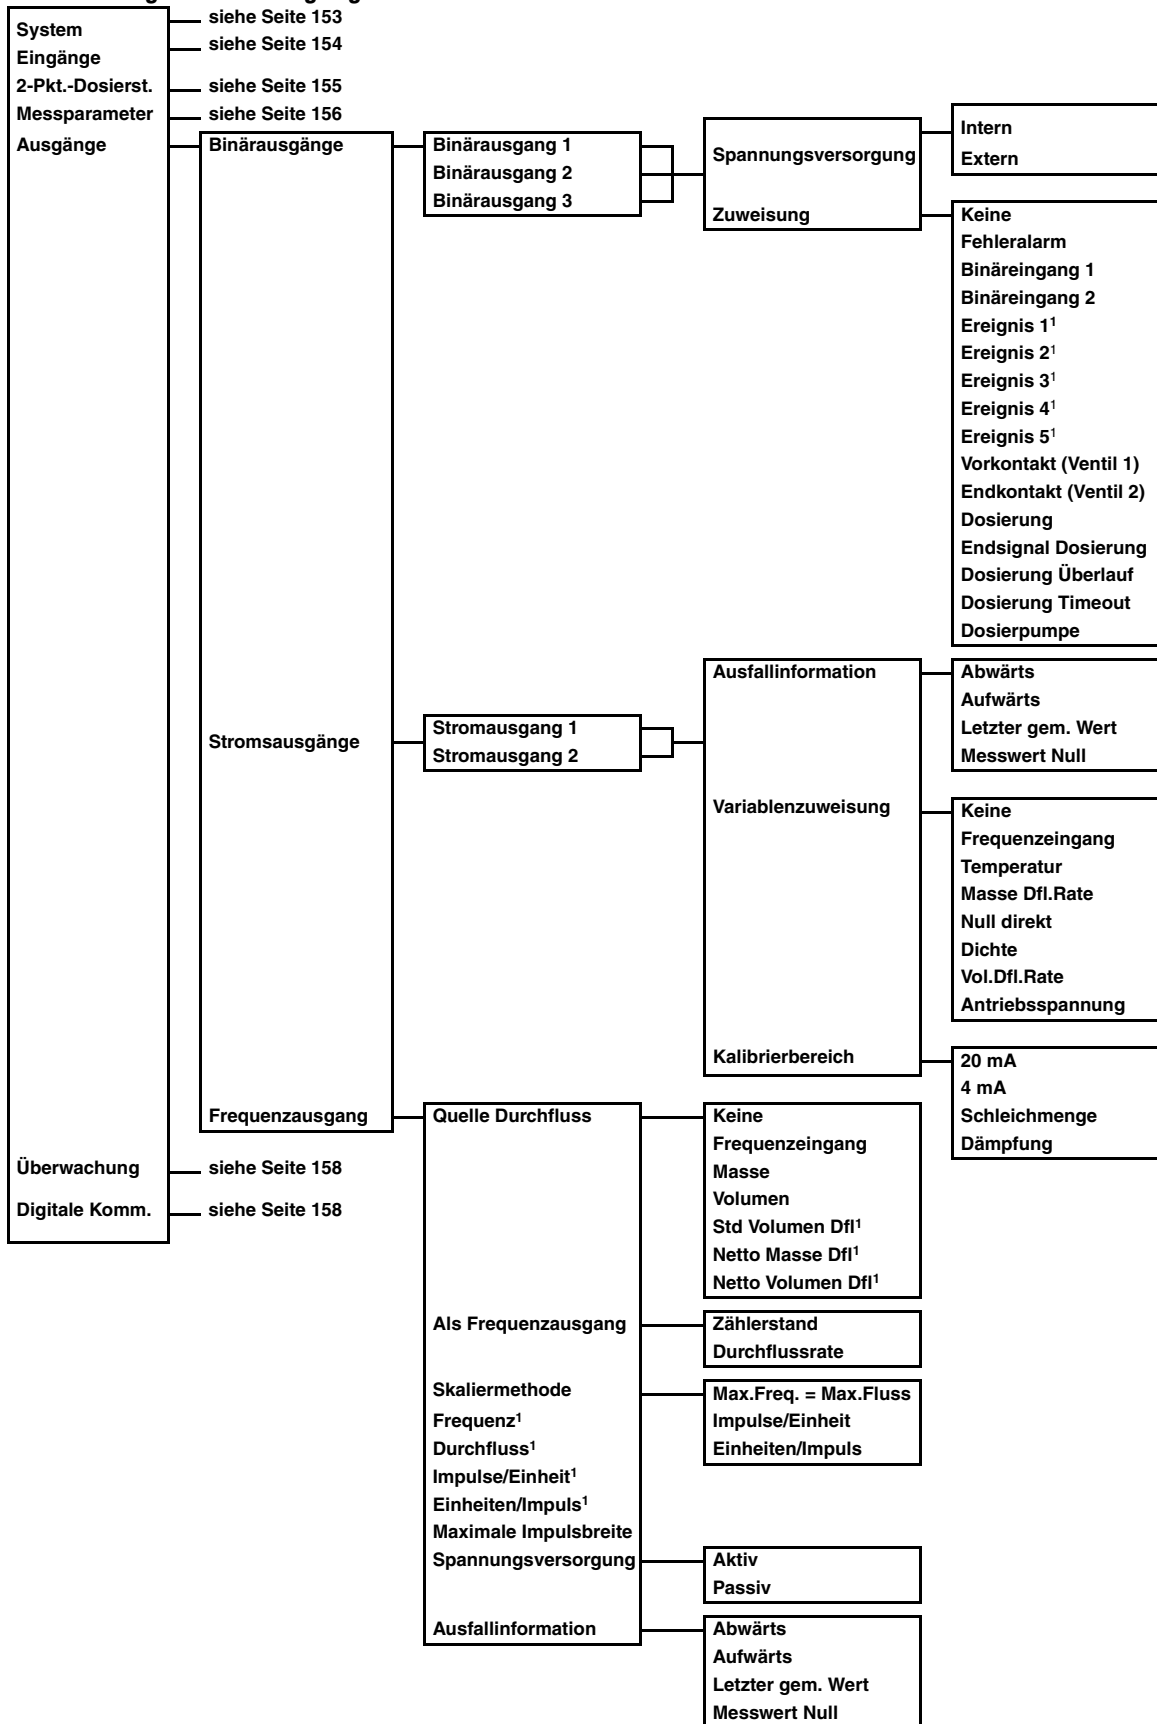 System
Eingänge
2-Pkt.-Dosierst.
Messparameter
Ausgänge
Überwachung
Digitale Komm.
siehe Seite 153
siehe Seite 154
siehe Seite 155
siehe Seite 156
Binärausgänge
Stromsausgänge
Frequenzausgang
siehe Seite 158
siehe Seite 158
Binärausgang 1
Binärausgang 2
Binärausgang 3
Spannungsversorgung
Zuweisung
Intern
Extern
Keine
Fehleralarm
Binäreingang 1
Binäreingang 2
Ereignis 1¹
Ereignis 2¹
Ereignis 3¹
Ereignis 4¹
Ereignis 5¹
Vorkontakt (Ventil 1)
Endkontakt (Ventil 2)
Dosierung
Endsignal Dosierung
Dosierung Überlauf
Dosierung Timeout
Dosierpumpe
Stromausgang 1
Stromausgang 2
Ausfallinformation
Variablenzuweisung
Kalibrierbereich
Abwärts
Aufwärts
Letzter gem. Wert
Messwert Null
Keine
Frequenzeingang
Temperatur
Masse Dfl.Rate
Null direkt
Dichte
Vol.Dfl.Rate
Antriebsspannung
20 mA
4 mA
Schleichmenge
Dämpfung
Quelle Durchfluss
Als Frequenzausgang
Skaliermethode
Frequenz¹
Durchfluss¹
Impulse/Einheit¹
Einheiten/Impuls¹
Maximale Impulsbreite
Spannungsversorgung
Ausfallinformation
Keine
Frequenzeingang
Masse
Volumen
Std Volumen Dfl¹
Netto Masse Dfl¹
Netto Volumen Dfl¹
Zählerstand
Durchflussrate
Max.Freq. = Max.Fluss
Impulse/Einheit
Einheiten/Impuls
Aktiv
Passiv
Abwärts
Aufwärts
Letzter gem. Wert
Messwert Null